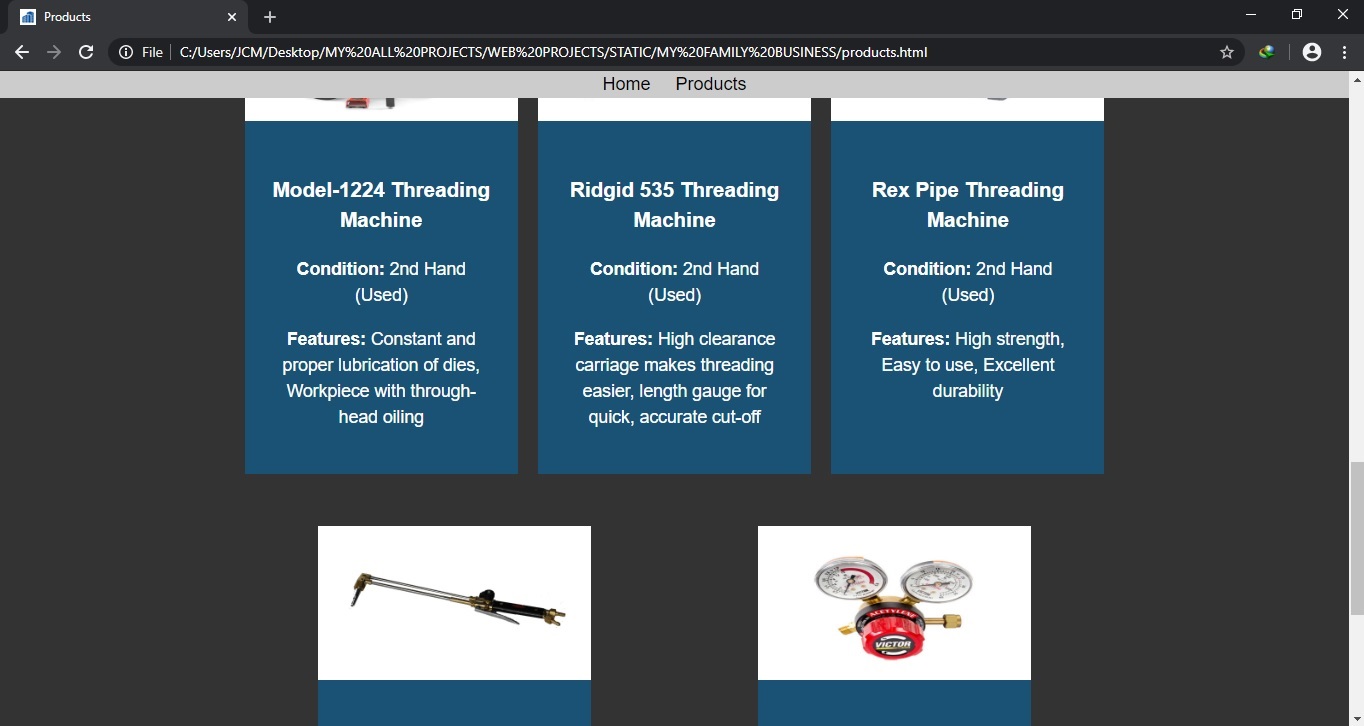 Products
File
C:/Users/JCM/Desktop/MY%20ALL%20PROJECTS/WEB%20PROJECTS/STATIC/MY%20FAMILY%20BUSINESS/products.html
Home Products
Model-1224 Threading
Machine
Condition: 2nd Hand
(Used)
Features: Constant and
proper lubrication of dies,
Workpiece with through-
head oiling
Ridgid 535 Threading
Machine
Condition: 2nd Hand
(Used)
Features: High clearance
carriage makes threading
easier, length gauge for
quick, accurate cut-off
Rex Pipe Threading
Machine
Condition: 2nd Hand
(Used)
Features: High strength,
Easy to use, Excellent
durability
ACETYLENE
VICTOR